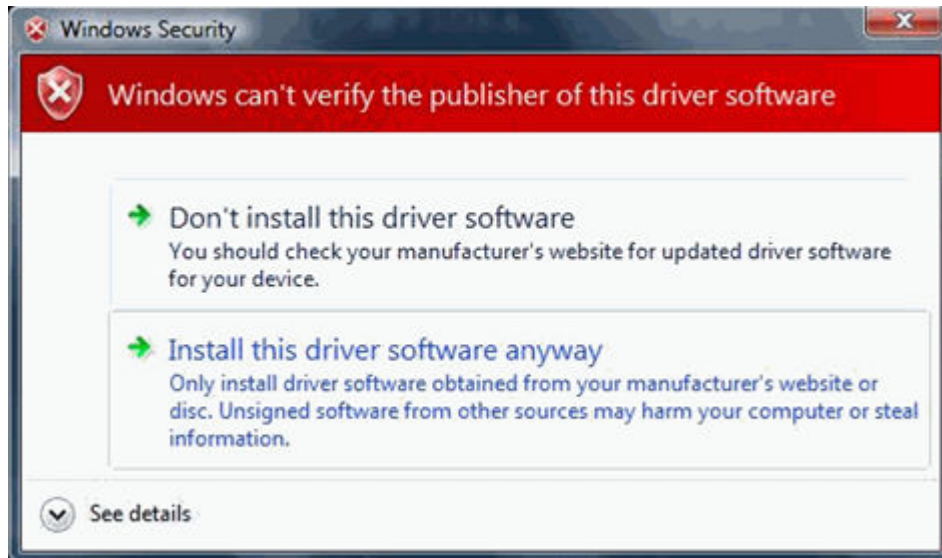 Windows Security
Windows can't verify the publisher of this driver software
Don't install this driver software
You should check your manufacturer's website for updated driver software
for your device.
Install this driver software anyway
Only install driver software obtained from your manufacturer's website or
disc. Unsigned software from other sources may harm your computer or steal
information.
See details